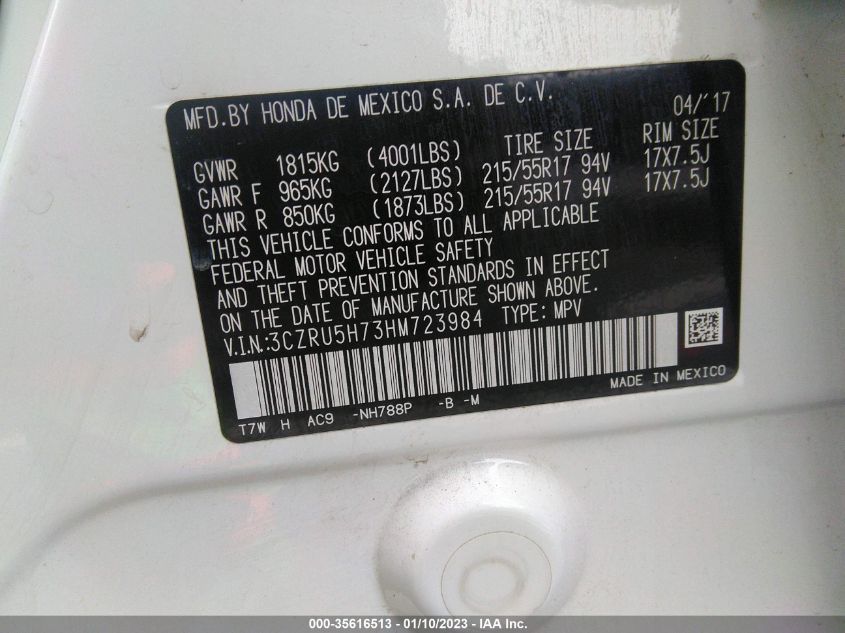 MFD.BY HONDA DE MEXICO S.A. DE C.V. 04/'17
TIRE SIZE RIM SIZE
GVWR 1815KG (4001LBS)
GAWR F 965KG (2127LBS) 215/55R17 94V 17X7.5J
GAWR R 850KG (1873LBS) 215/55R17 94V 17X7.5J
THIS VEHICLE CONFORMS TO ALL APPLICABLE
FEDERAL MOTOR VEHICLE SAFETY
AND THEFT PREVENTION STANDARDS IN EFFECT
ON THE DATE OF MANUFACTURE SHOWN ABOVE.
V.I.N.:3CZRU5H73HM723984 TYPE: MPV
T7W H AC9 -NH788P -B -M MADE IN MEXICO
000-35616513 - 01/10/2023 - IAA Inc.